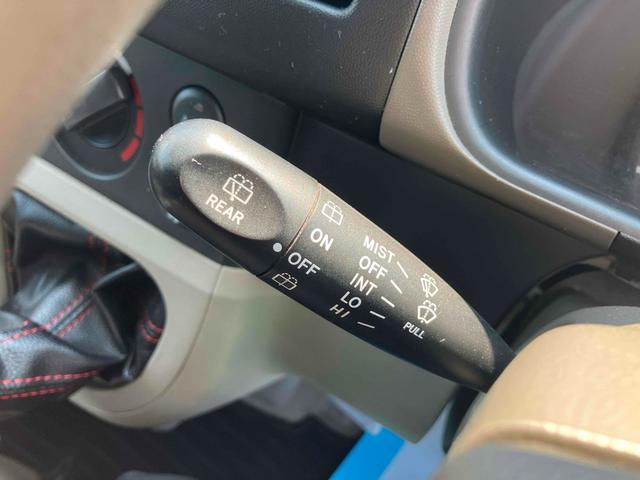 REAR
ON
OFF
MIST
OFF
INT
LO
HI
PULL